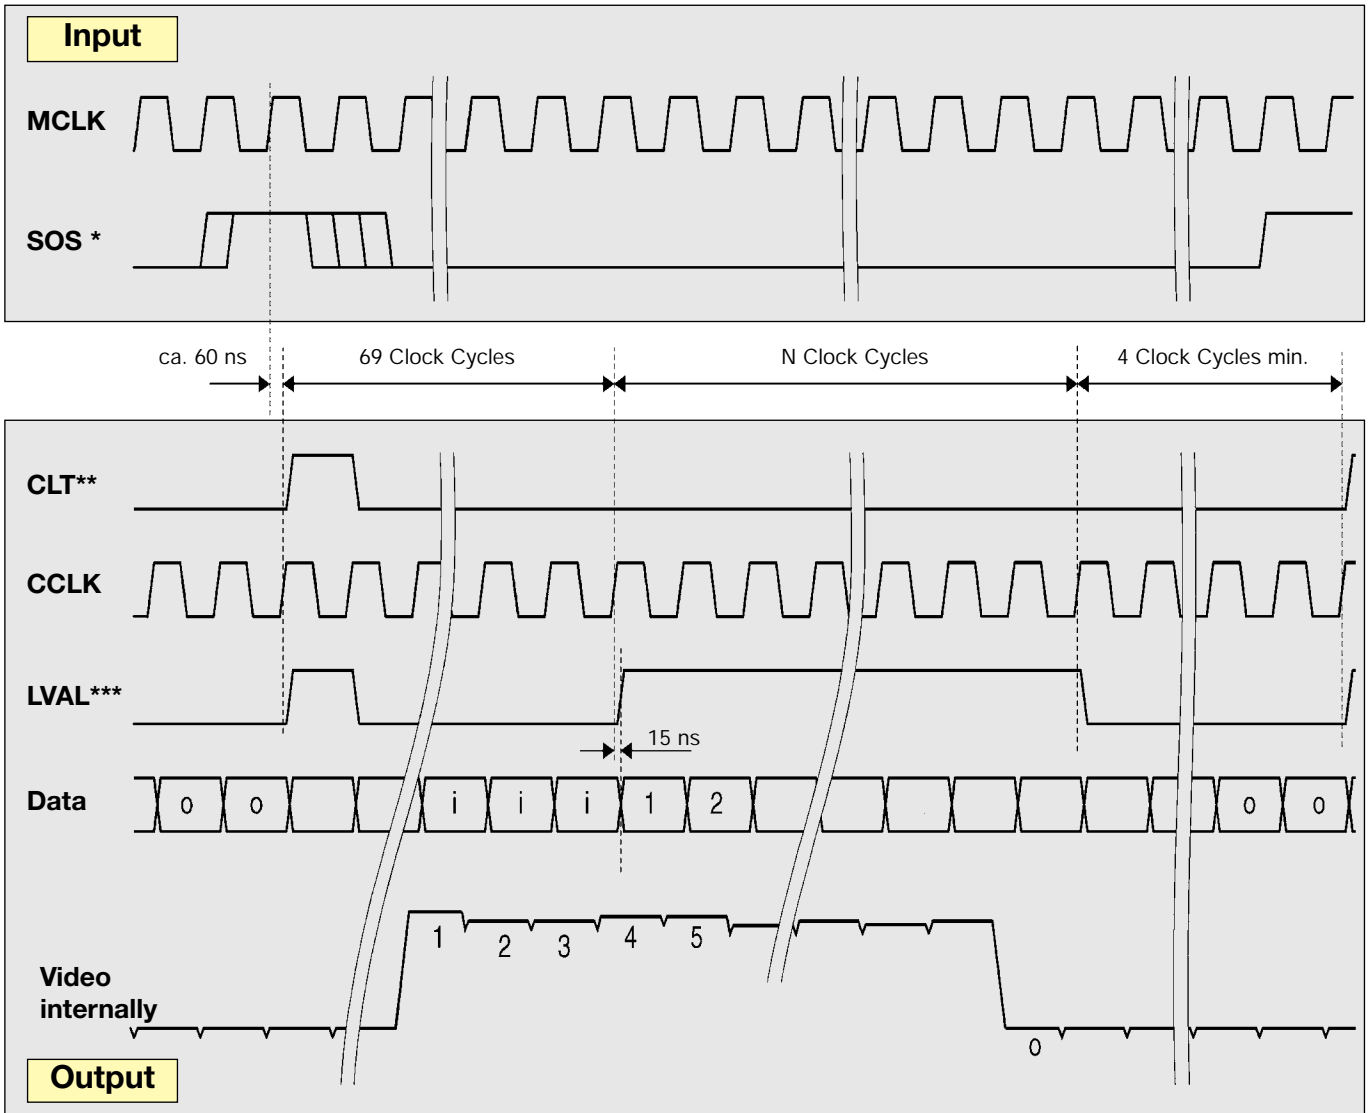 Input
MCLK
SOS *
ca. 60 ns 69 Clock Cycles N Clock Cycles 4 Clock Cycles min.
CLT**
CCLK
LVAL***
15 ns
Data o o i i i 1 2 o o
1 2 3 4 5
Video
internally
0
Output